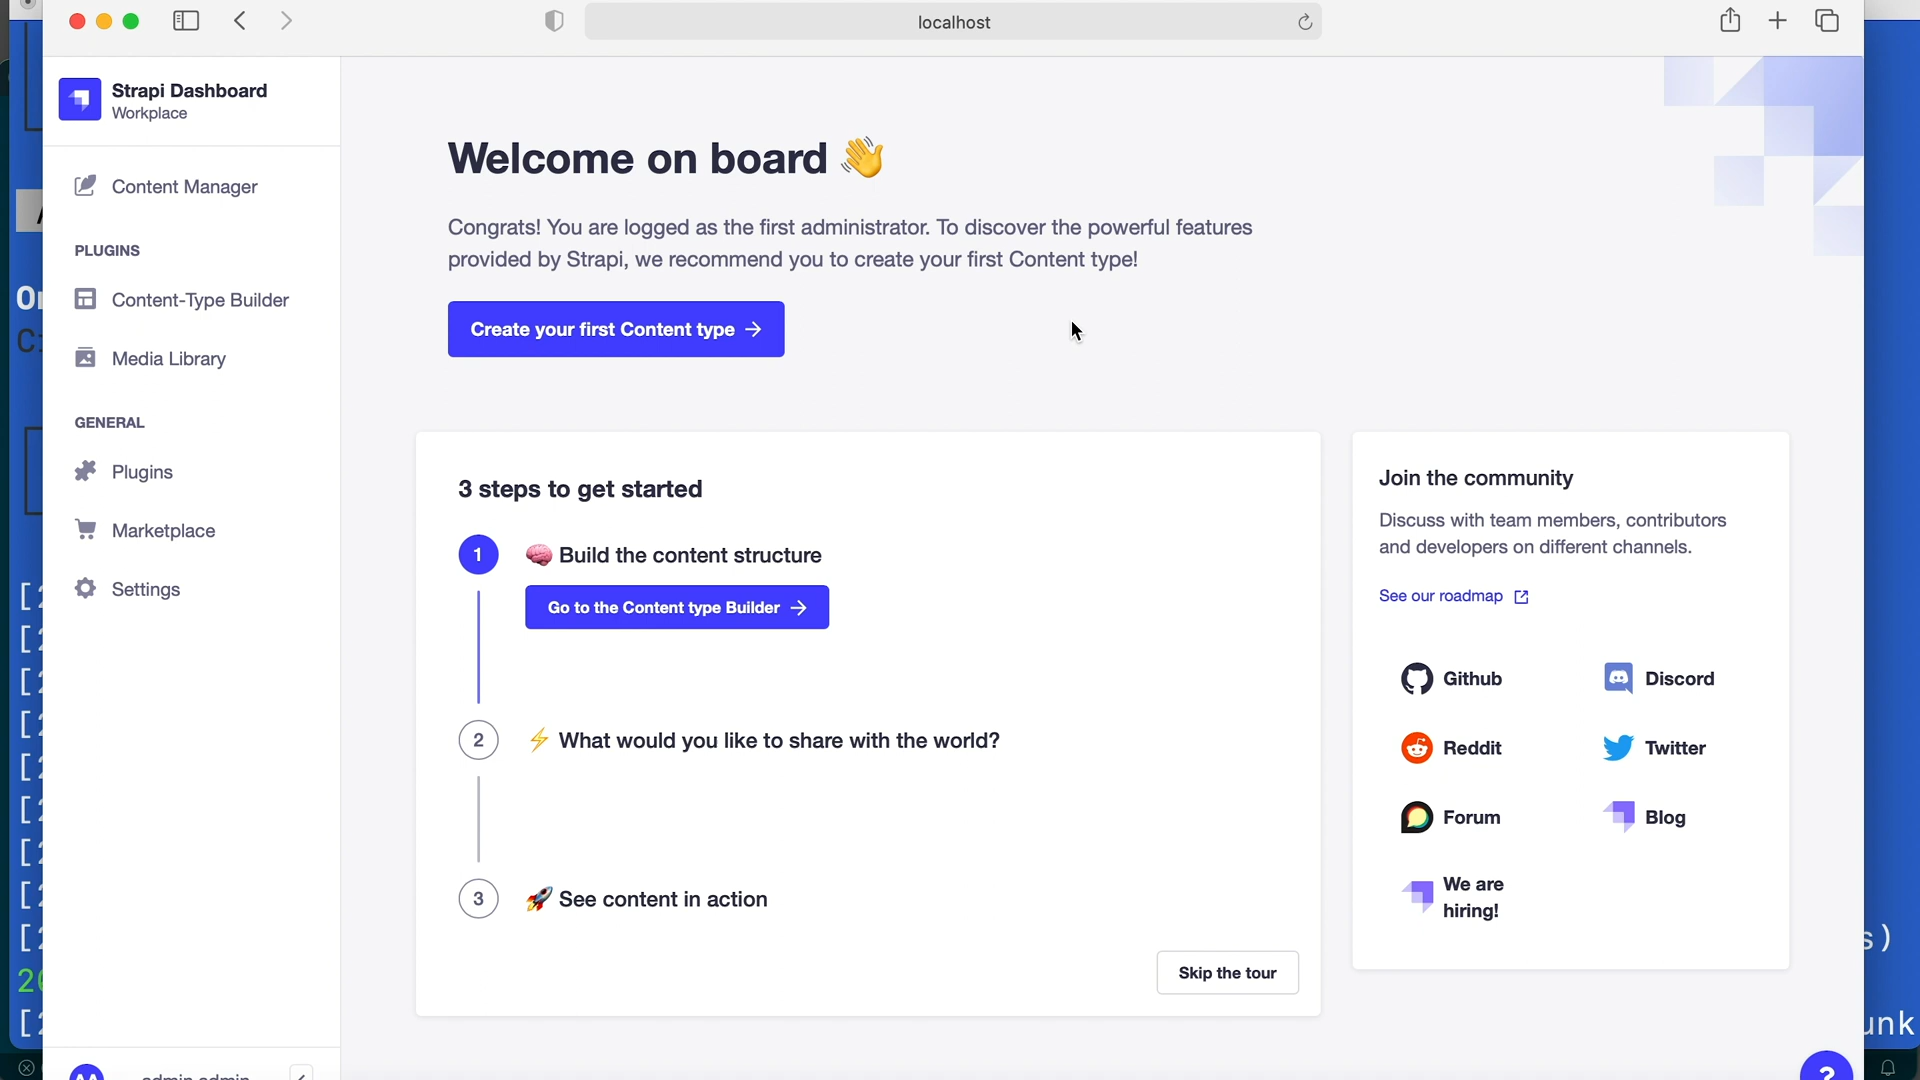 localhost
Strapi Dashboard
Workplace
Content Manager
PLUGINS
Content-Type Builder
Media Library
GENERAL
Plugins
Marketplace
Settings
admin admin
Welcome on board 👋
Congrats! You are logged as the first administrator. To discover the powerful features
provided by Strapi, we recommend you to create your first Content type!
Create your first Content type →
3 steps to get started
1
🧠 Build the content structure
Go to the Content type Builder →
2
⚡ What would you like to share with the world?
3
🚀 See content in action
Skip the tour
Join the community
Discuss with team members, contributors
and developers on different channels.
See our roadmap
Github
Discord
Reddit
Twitter
Forum
Blog
We are
hiring!
?